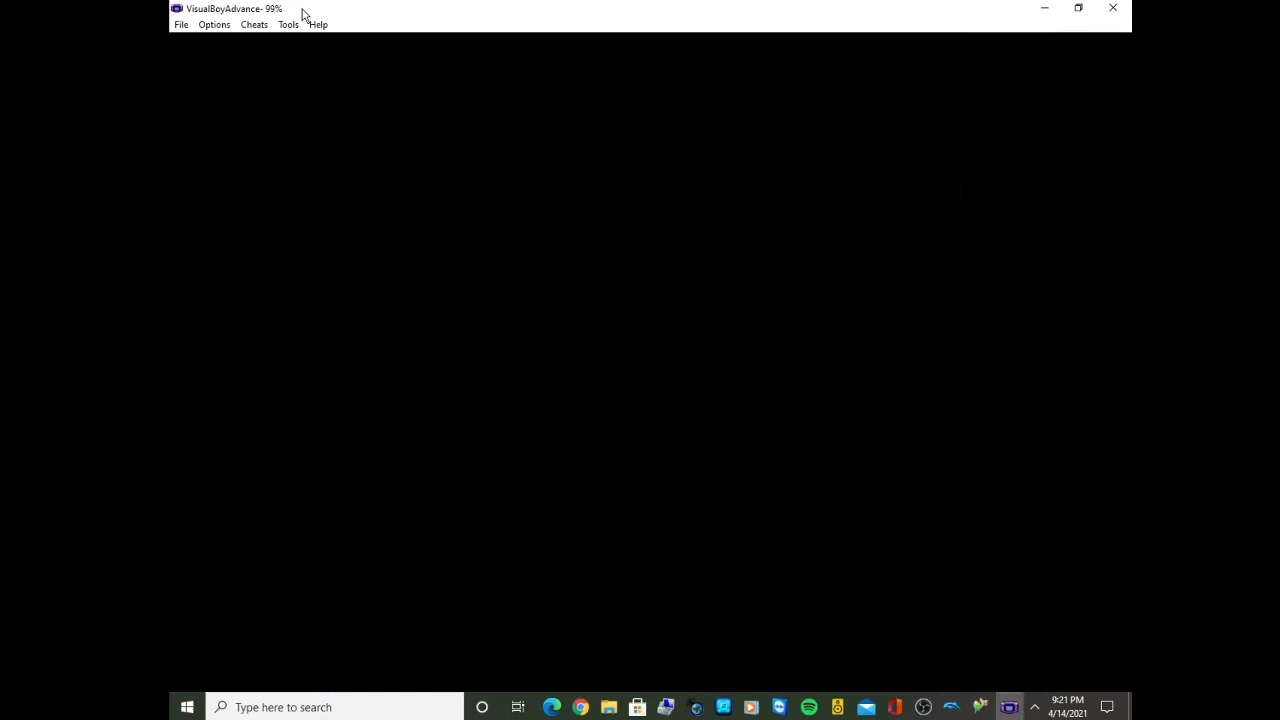 VisualBoyAdvance- 99%
File Options Cheats Tools Help
Type here to search
9:21 PM
4/14/2021